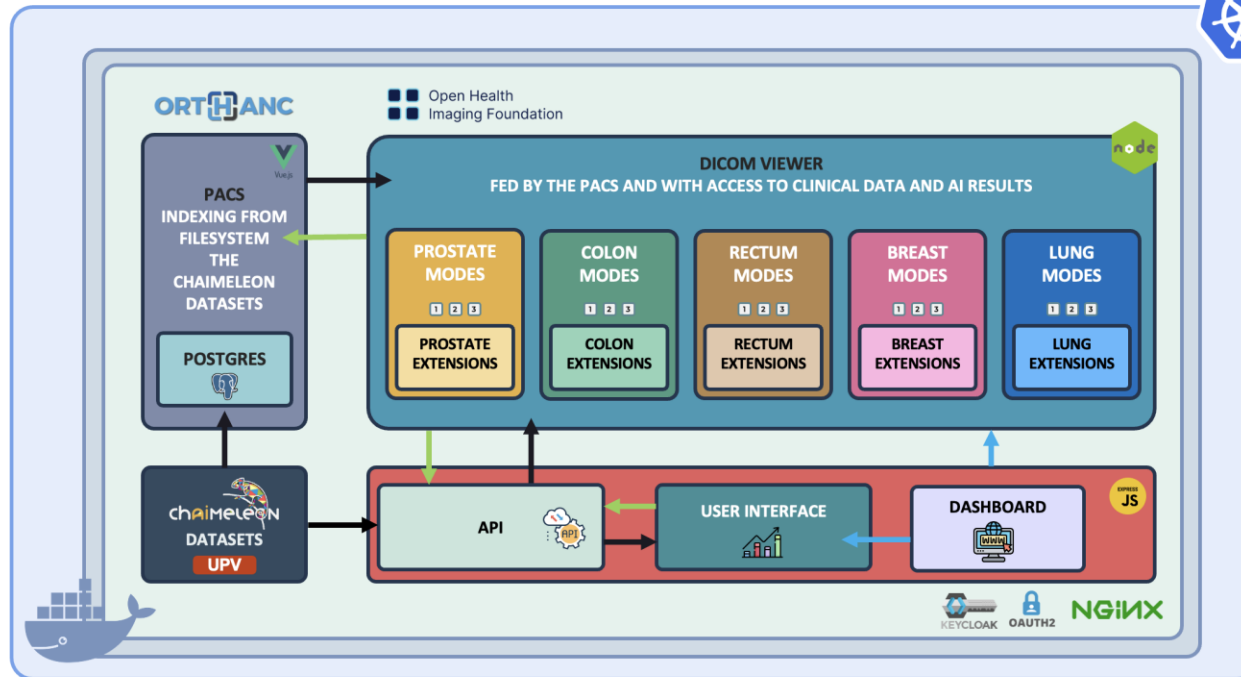 ORTHANC
Open Health
Imaging Foundation
Vue.js
PACS
INDEXING FROM
FILESYSTEM
THE
CHAIMELEON
DATASETS
POSTGRES
node
DICOM VIEWER
FED BY THE PACS AND WITH ACCESS TO CLINICAL DATA AND AI RESULTS
PROSTATE
MODES
1 2 3
PROSTATE
EXTENSIONS
COLON
MODES
1 2 3
COLON
EXTENSIONS
RECTUM
MODES
1 2 3
RECTUM
EXTENSIONS
BREAST
MODES
1 2 3
BREAST
EXTENSIONS
LUNG
MODES
1 2 3
LUNG
EXTENSIONS
chAiMeLeON
DATASETS
UPV
API
API
USER INTERFACE
DASHBOARD
WWW
EXPRESS
JS
KEYCLOAK
OAUTH2
NGiNX